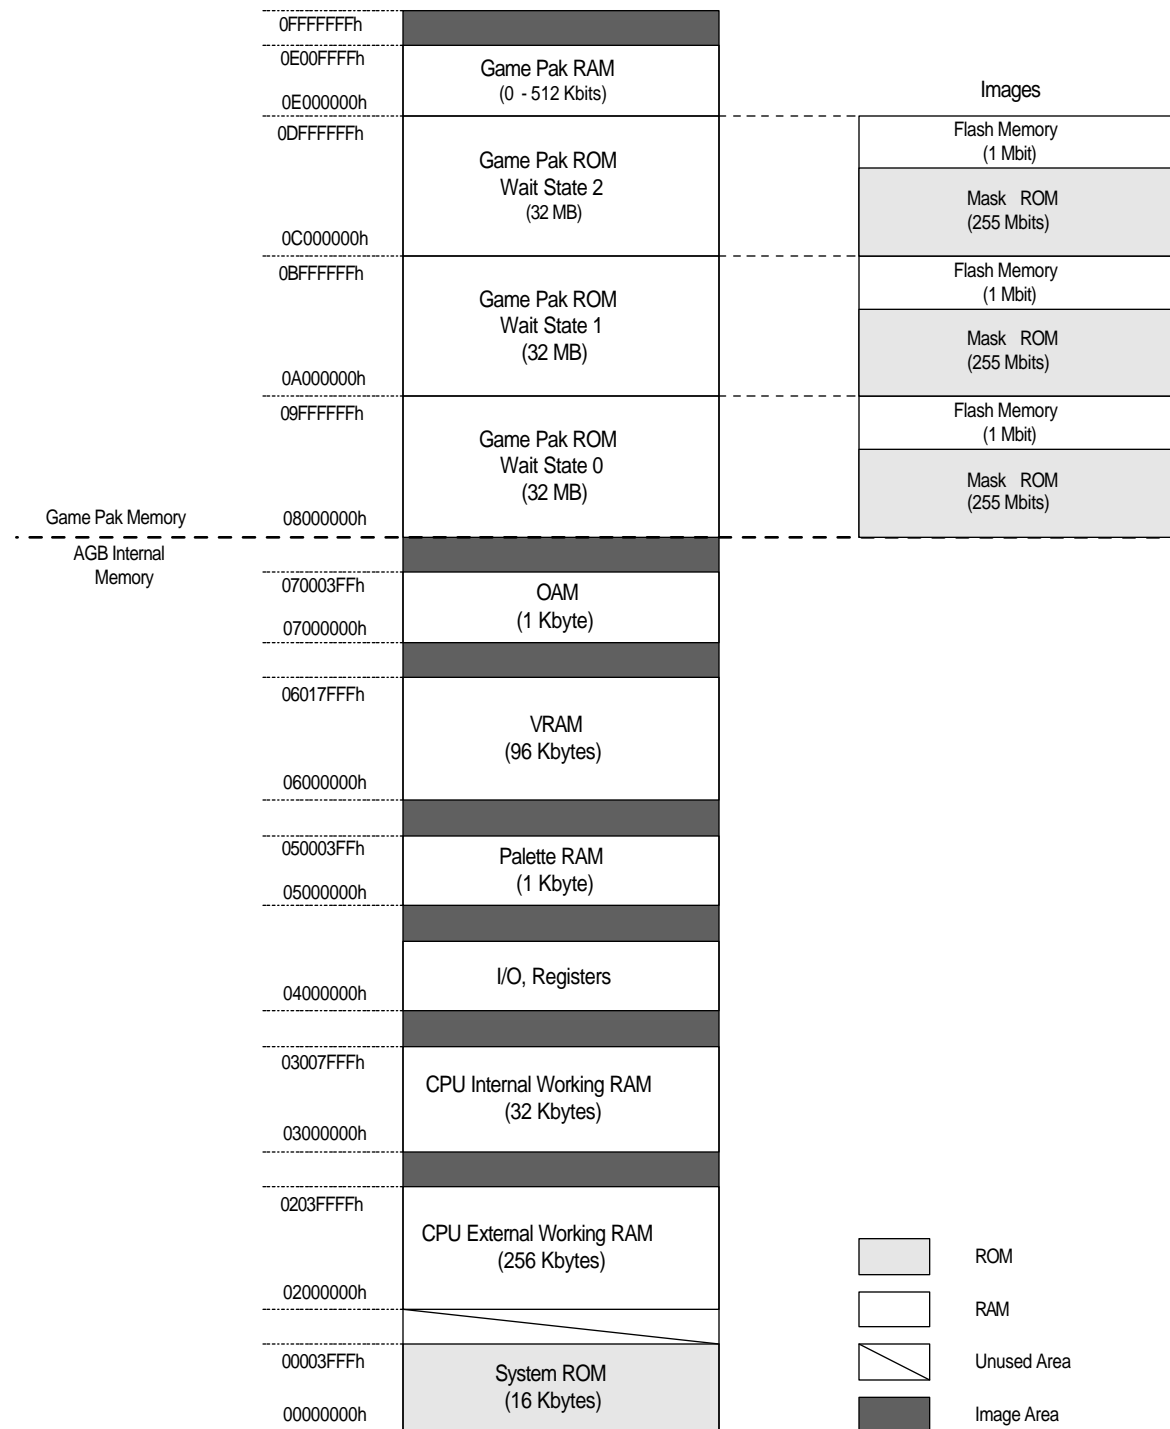 0FFFFFFFh
0E00FFFFh
Game Pak RAM
(0 - 512 Kbits)
0E000000h
Images
0DFFFFFFh
Game Pak ROM
Wait State 2
(32 MB)
0C000000h
Flash Memory
(1 Mbit)
Mask ROM
(255 Mbits)
0BFFFFFFh
Game Pak ROM
Wait State 1
(32 MB)
0A000000h
Flash Memory
(1 Mbit)
Mask ROM
(255 Mbits)
09FFFFFFh
Game Pak ROM
Wait State 0
(32 MB)
08000000h
Flash Memory
(1 Mbit)
Mask ROM
(255 Mbits)
Game Pak Memory
AGB Internal
Memory
070003FFh
OAM
(1 Kbyte)
07000000h
06017FFFh
VRAM
(96 Kbytes)
06000000h
050003FFh
Palette RAM
(1 Kbyte)
05000000h
I/O, Registers
04000000h
03007FFFh
CPU Internal Working RAM
(32 Kbytes)
03000000h
0203FFFFh
CPU External Working RAM
(256 Kbytes)
02000000h
00003FFFh
System ROM
(16 Kbytes)
00000000h
ROM
RAM
Unused Area
Image Area